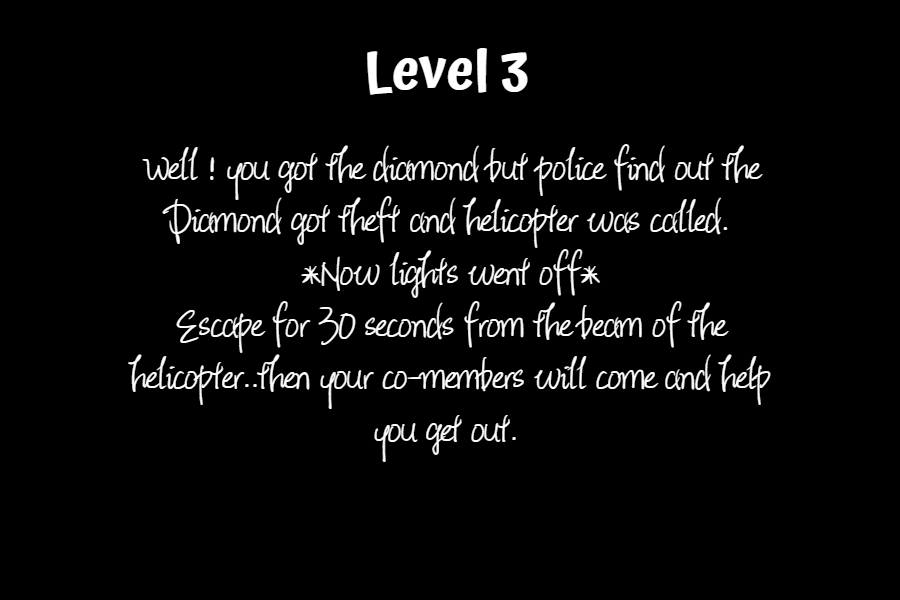 Level 3
Well ! you got the diamond but police find out the
Diamond got theft and helicopter was called.
*Now lights went off*
Escape for 30 seconds from the beam of the
helicopter..then your co-members will come and help
you get out.